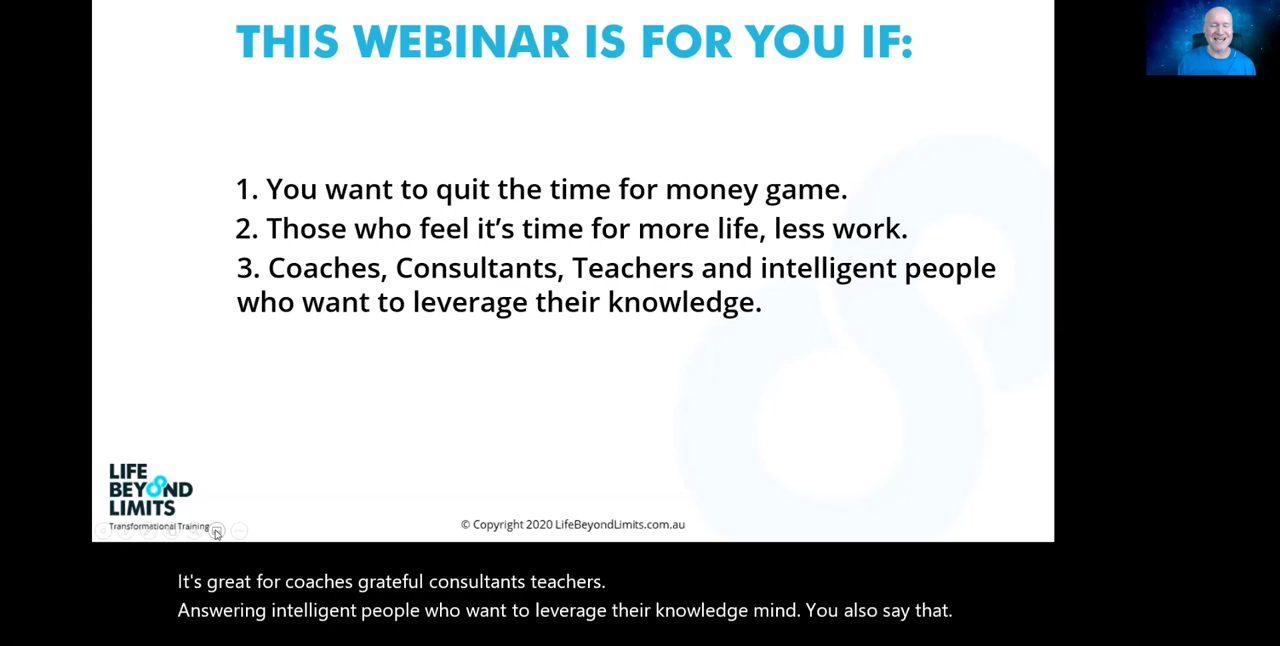 THIS WEBINAR IS FOR YOU IF:
1. You want to quit the time for money game.
2. Those who feel it's time for more life, less work.
3. Coaches, Consultants, Teachers and intelligent people
who want to leverage their knowledge.
LIFE
BEYOND
LIMITS
Transformational Training
© Copyright 2020 LifeBeyondLimits.com.au
It's great for coaches grateful consultants teachers.
Answering intelligent people who want to leverage their knowledge mind. You also say that.